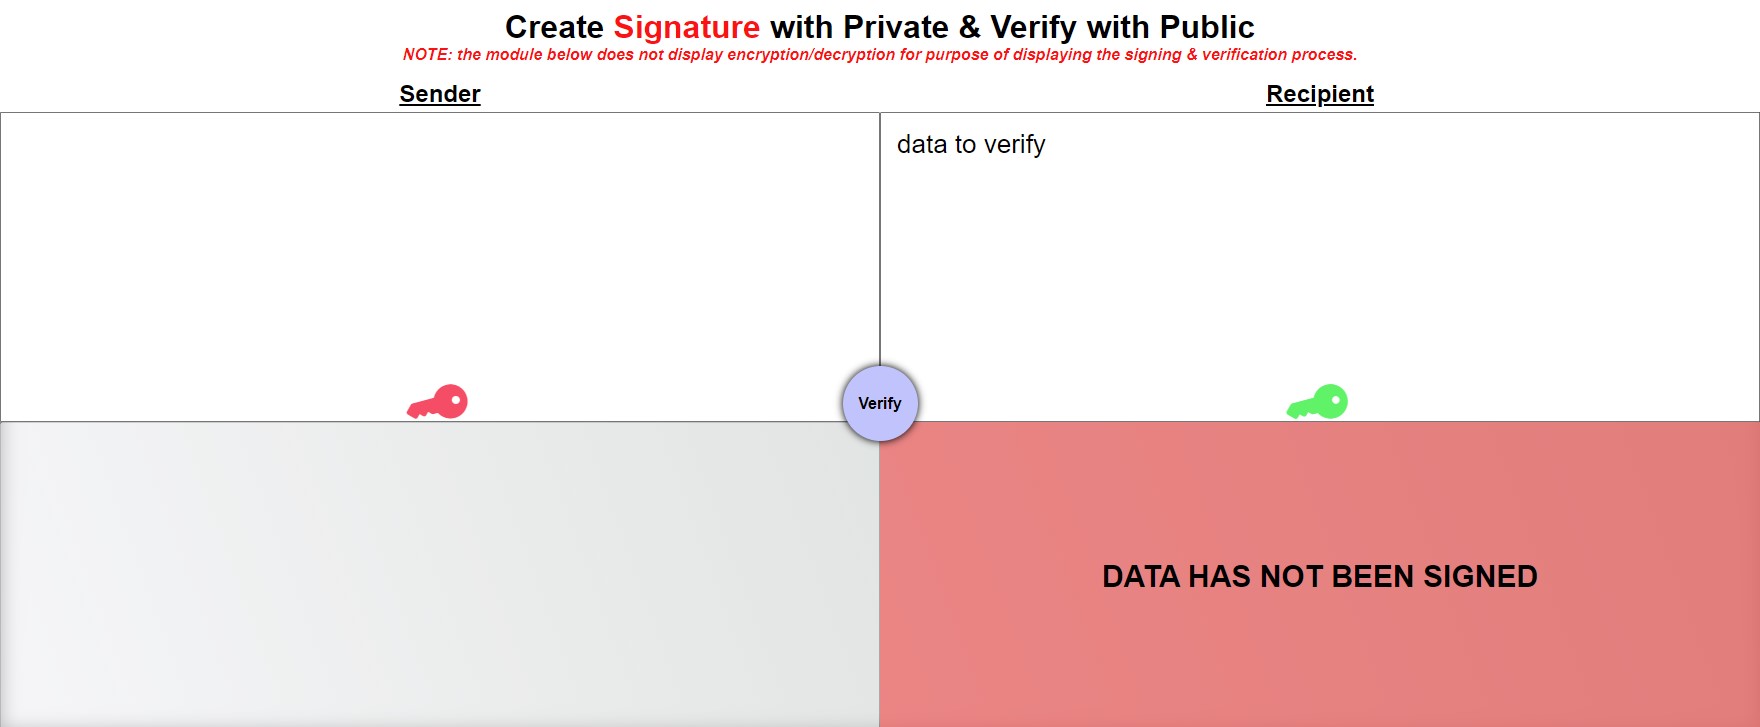 Create Signature with Private & Verify with Public
NOTE: the module below does not display encryption/decryption for purpose of displaying the signing & verification process.
Sender
Recipient
data to verify
Verify
DATA HAS NOT BEEN SIGNED